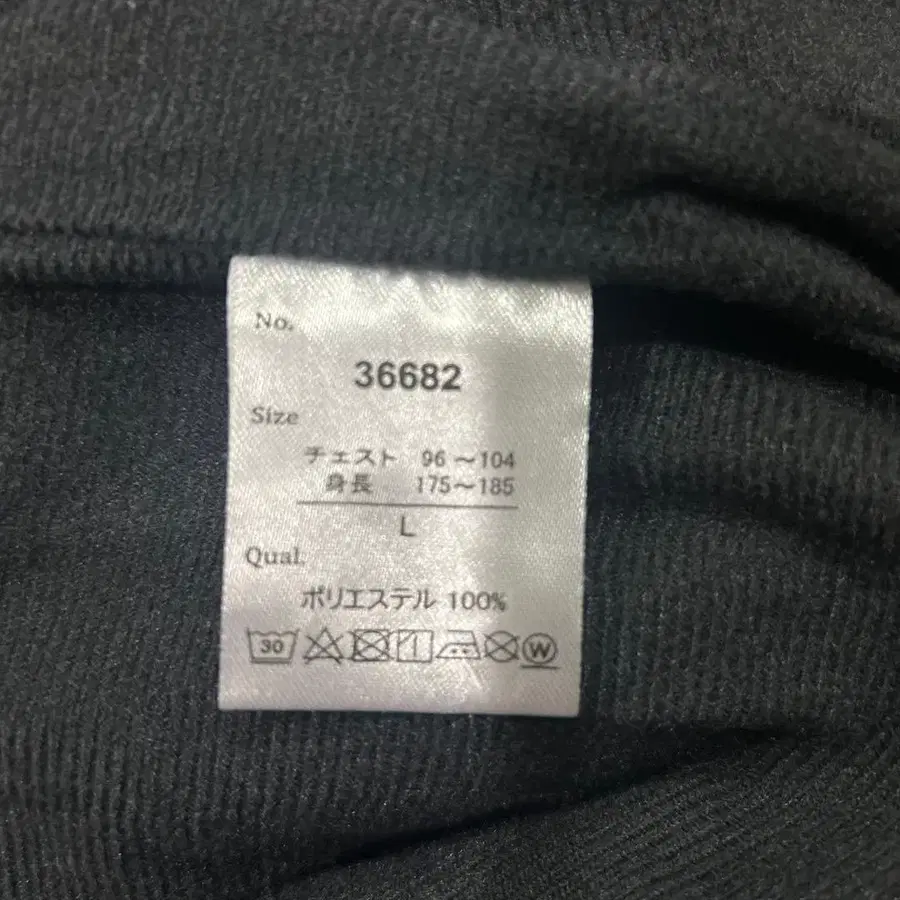 No.
36682
Size
チェスト 96～104
身長 175～185
L
Qual.
ポリエステル 100%
30 W